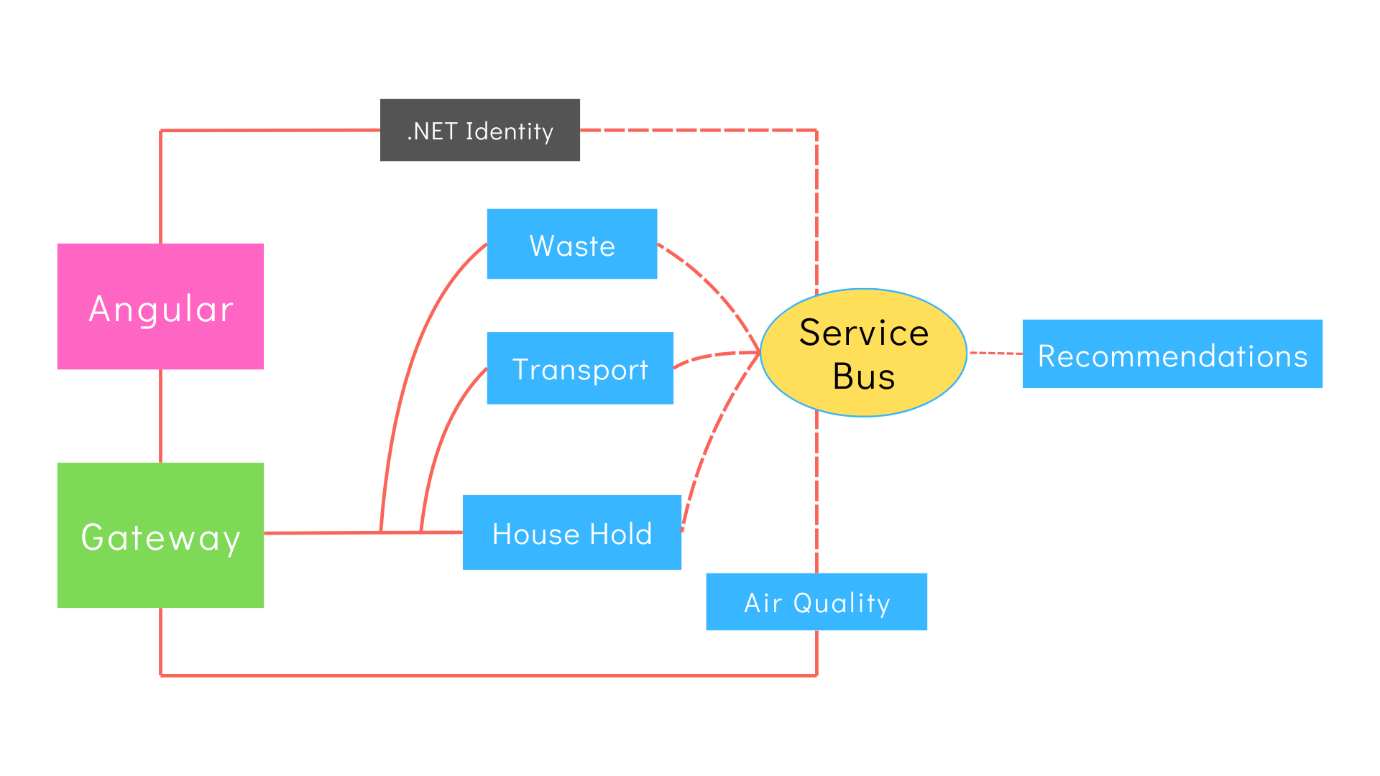 .NET Identity
Waste
Angular
Service
Bus
Recommendations
Transport
Gateway
House Hold
Air Quality